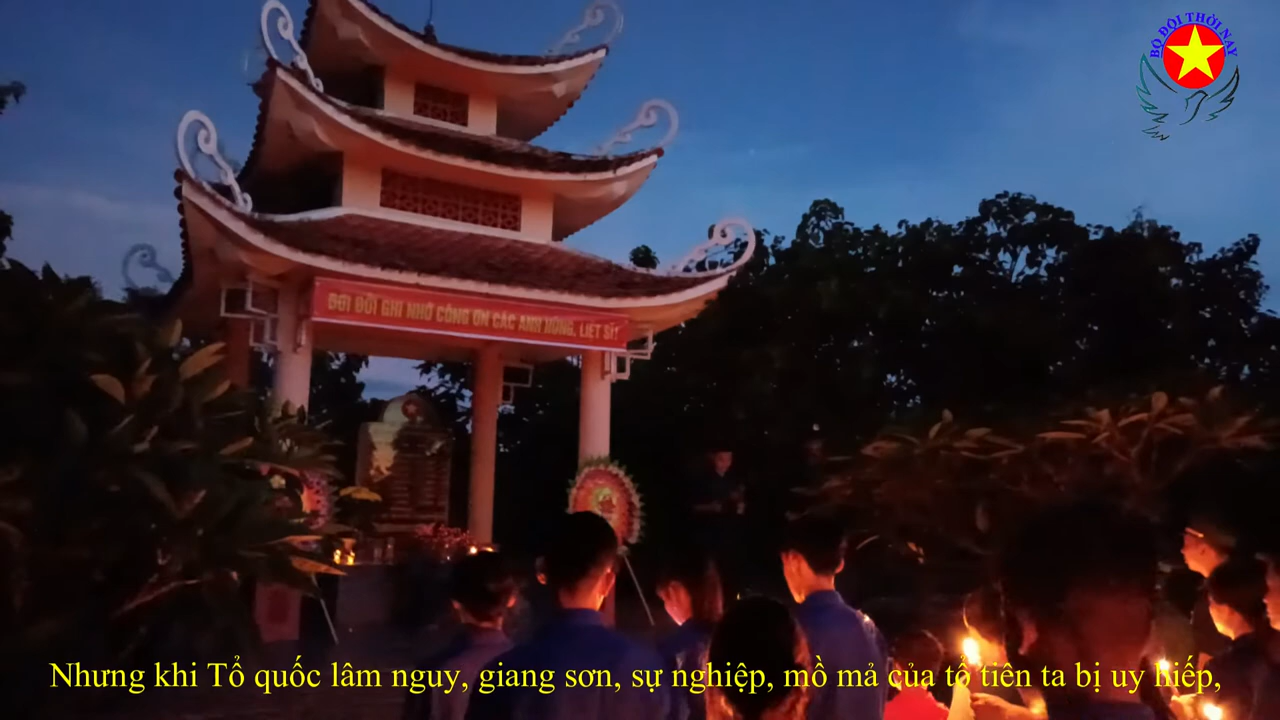 BỘ ĐỘI THỜI NAY
ĐỜI ĐỜI GHI NHỚ CÔNG ƠN CÁC ANH HÙNG, LIỆT SĨ!
Nhưng khi Tổ quốc lâm nguy, giang sơn, sự nghiệp, mồ mả của tổ tiên ta bị uy hiếp,